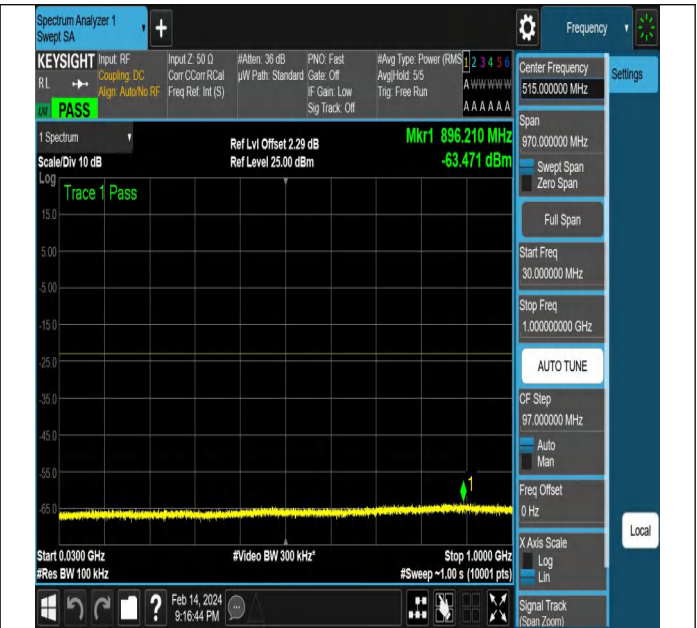 Spectrum Analyzer 1
Swept SA
+
Frequency
KEYSIGHT
RL
PASS
Input: RF
Coupling: DC
Align: Auto/No RF
Input Z: 50 Ω
Corr CCorr RCal
Freq Ref: Int (S)
#Atten: 36 dB
µW Path: Standard
PNO: Fast
Gate: Off
IF Gain: Low
Sig Track: Off
#Avg Type: Power (RMS
Avg|Hold: 5/5
Trig: Free Run
1 2 3 4 5 6
A W W W W W
A A A A A A
1 Spectrum
Scale/Div 10 dB
Ref Lvl Offset 2.29 dB
Ref Level 25.00 dBm
Mkr1 896.210 MHz
-63.471 dBm
Log
Trace 1 Pass
15.0
5.00
-5.00
-15.0
-25.0
-35.0
-45.0
-55.0
-65.0
1
Start 0.0300 GHz
#Res BW 100 kHz
#Video BW 300 kHz*
Stop 1.0000 GHz
#Sweep ~1.00 s (10001 pts)
?
Feb 14, 2024
9:16:44 PM
Center Frequency
515.000000 MHz
Span
970.000000 MHz
Swept Span
Zero Span
Full Span
Start Freq
30.000000 MHz
Stop Freq
1.000000000 GHz
AUTO TUNE
CF Step
97.000000 MHz
Auto
Man
Freq Offset
0 Hz
X Axis Scale
Log
Lin
Signal Track
(Span Zoom)
Settings
Local